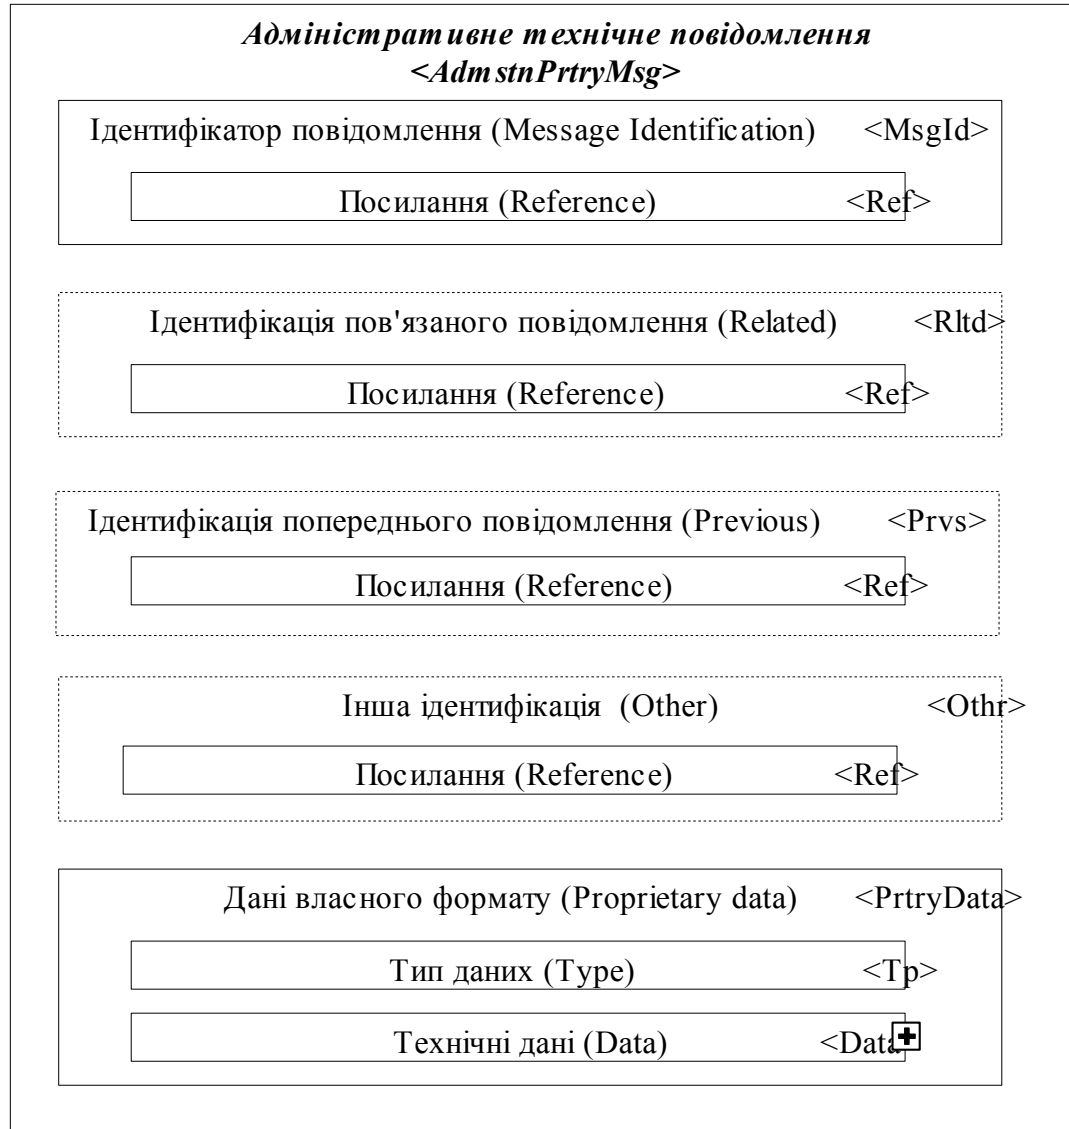 Адміністративне технічне повідомлення
<AdmstnPrtryMsg>
Ідентифікатор повідомлення (Message Identification) <MsgId>
Посилання (Reference) <Ref>
Ідентифікація пов'язаного повідомлення (Related) <Rltd>
Посилання (Reference) <Ref>
Ідентифікація попереднього повідомлення (Previous) <Prvs>
Посилання (Reference) <Ref>
Інша ідентифікація (Other) <Othr>
Посилання (Reference) <Ref>
Дані власного формату (Proprietary data) <PrtryData>
Тип даних (Type) <Tp>
Технічні дані (Data) <Data